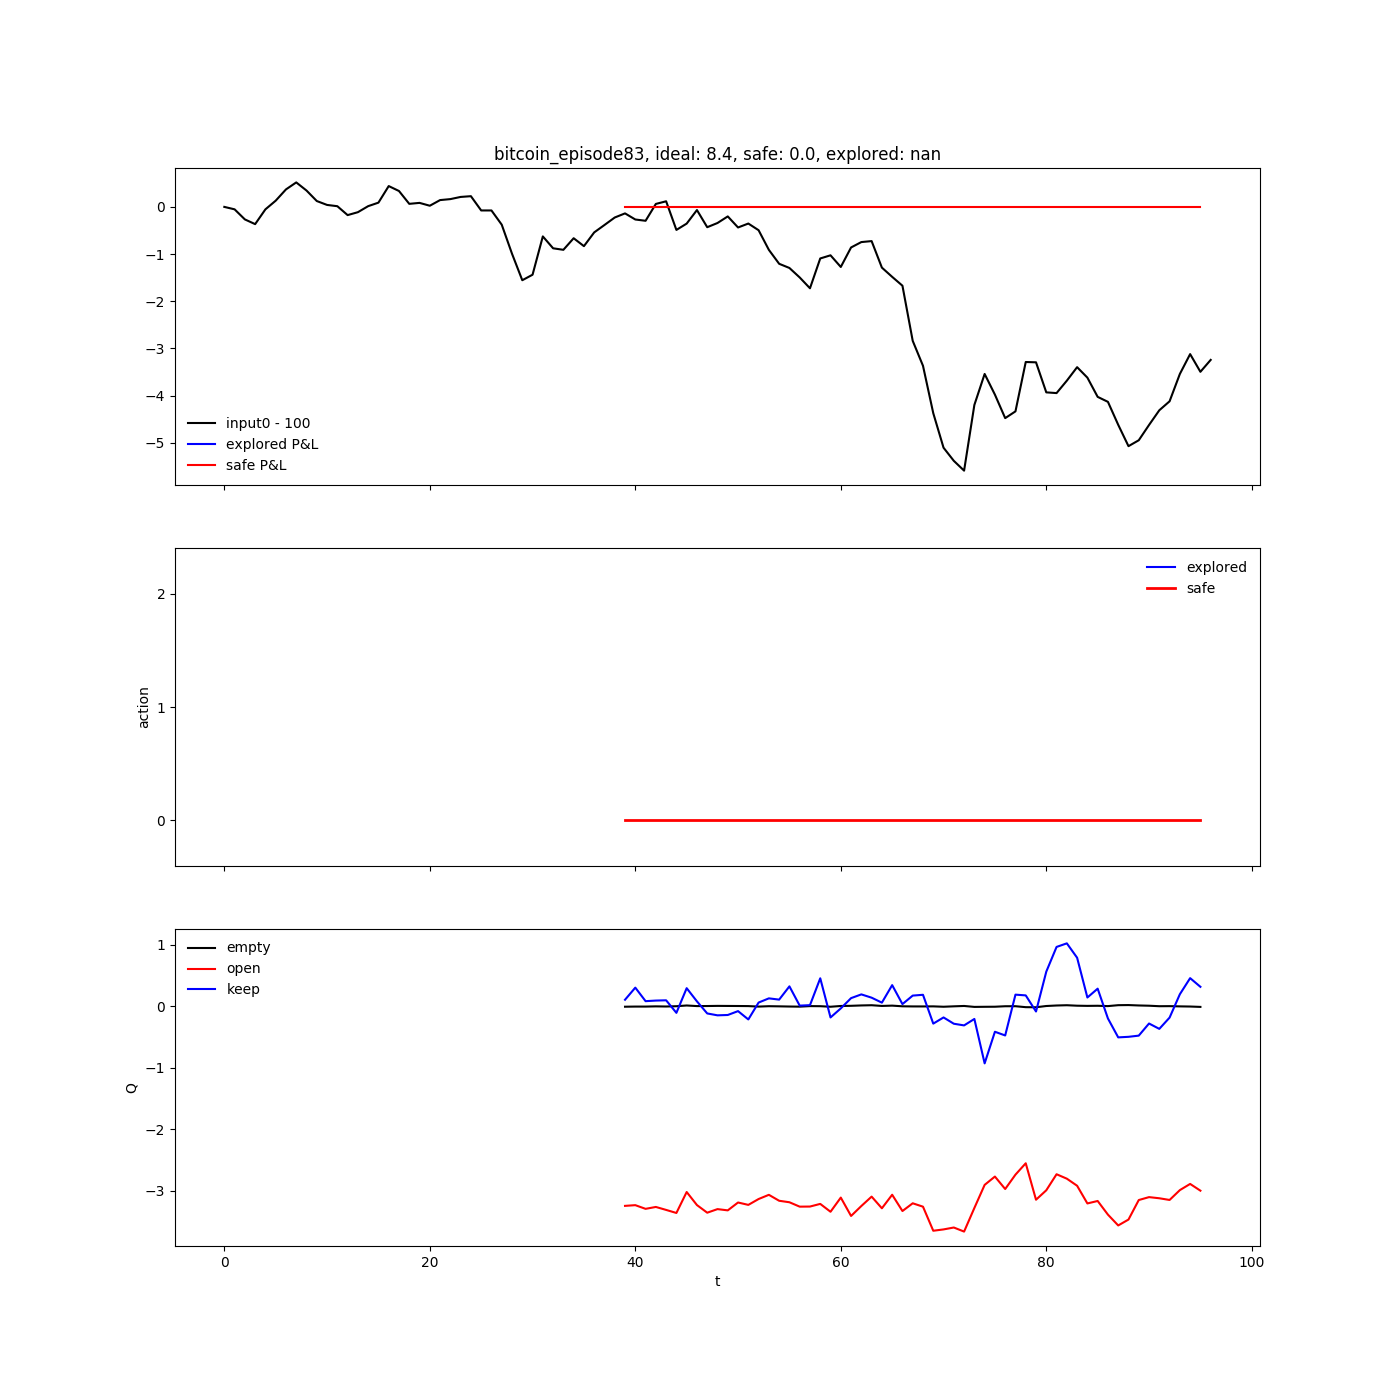 bitcoin_episode83, ideal: 8.4, safe: 0.0, explored: nan
0
−1
−2
−3
−4
−5
input0 - 100
explored P&L
safe P&L
2
1
0
action
explored
safe
1
0
−1
−2
−3
Q
empty
open
keep
0
20
40
60
80
100
t